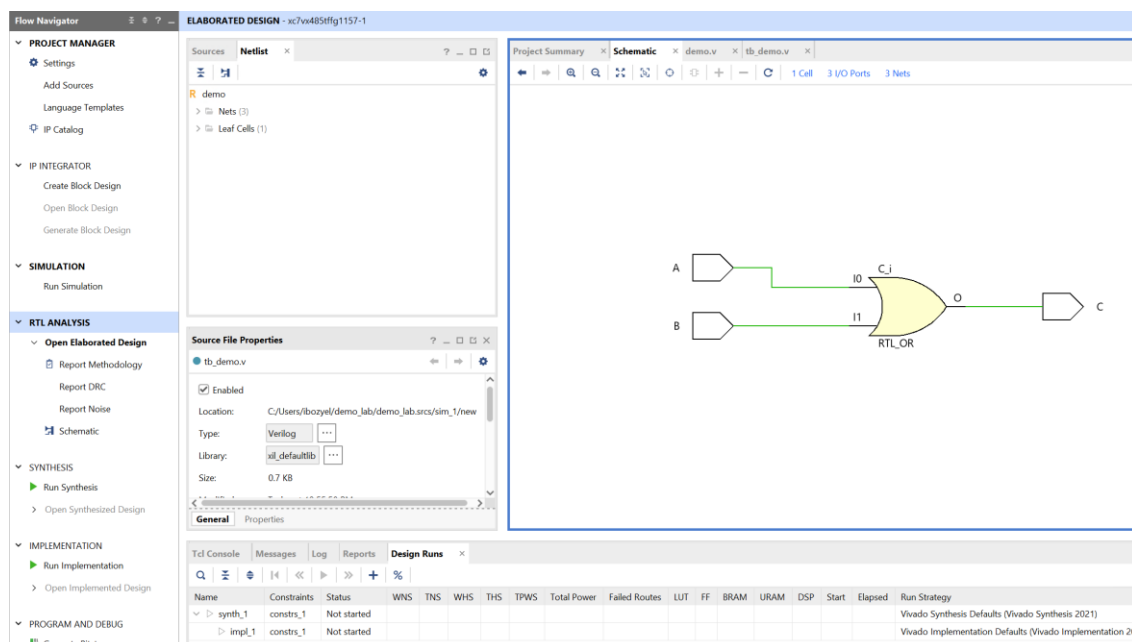 Flow Navigator
PROJECT MANAGER
Settings
Add Sources
Language Templates
IP Catalog
IP INTEGRATOR
Create Block Design
Open Block Design
Generate Block Design
SIMULATION
Run Simulation
RTL ANALYSIS
Open Elaborated Design
Report Methodology
Report DRC
Report Noise
Schematic
SYNTHESIS
Run Synthesis
Open Synthesized Design
IMPLEMENTATION
Run Implementation
Open Implemented Design
PROGRAM AND DEBUG
ELABORATED DESIGN - xc7vx485tffg1157-1
Sources Netlist
R demo
Nets (3)
Leaf Cells (1)
Source File Properties
tb_demo.v
Enabled
Location: C:/Users/ibozyel/demo_lab/demo_lab.srcs/sim_1/new
Type: Verilog
Library: xil_defaultlib
Size: 0.7 KB
General Properties
Project Summary Schematic demo.v tb_demo.v
1 Cell 3 I/O Ports 3 Nets
A
B
I0
I1
C_i
RTL_OR
O
C
Tcl Console Messages Log Reports Design Runs
Name Constraints Status WNS TNS WHS THS TPWS Total Power Failed Routes LUT FF BRAM URAM DSP Start Elapsed Run Strategy
synth_1 constrs_1 Not started Vivado Synthesis Defaults (Vivado Synthesis 2021)
impl_1 constrs_1 Not started Vivado Implementation Defaults (Vivado Implementation